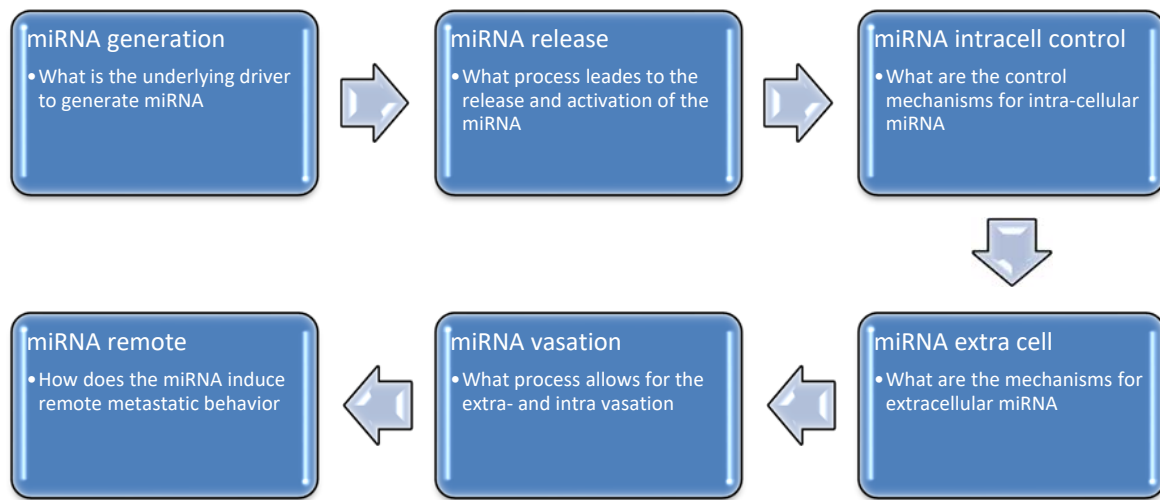 miRNA generation
•What is the underlying driver
to generate miRNA
miRNA release
•What process leades to the
release and activation of the
miRNA
miRNA intracell control
•What are the control
mechanisms for intra-cellular
miRNA
miRNA extra cell
•What are the mechanisms for
extracellular miRNA
miRNA vasation
•What process allows for the
extra- and intra vasation
miRNA remote
•How does the miRNA induce
remote metastatic behavior